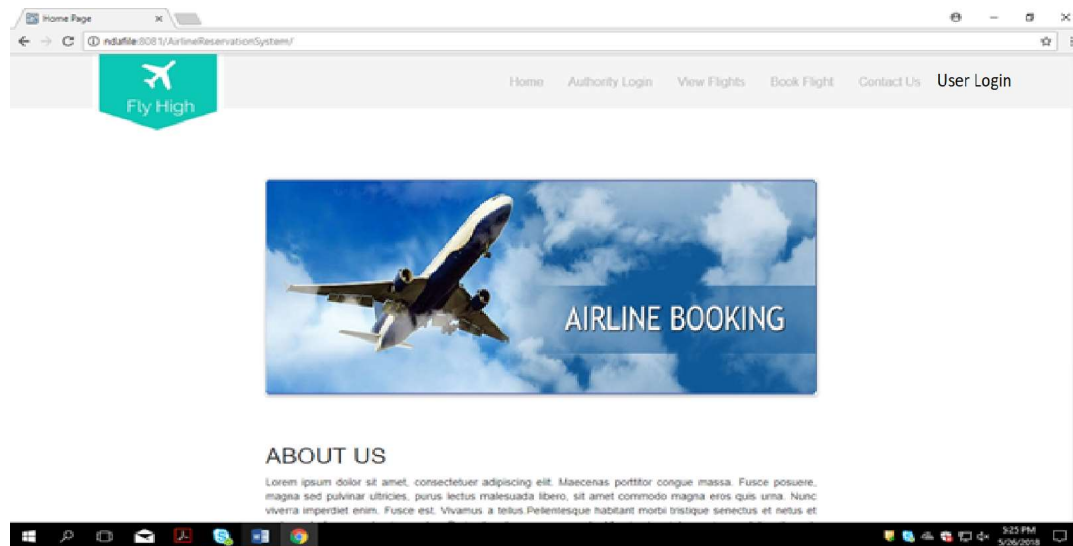 Home Page
ndafile:8081/AirlineReservationSystem/
Fly High
Home Authority Login View Flights Book Flight Contact Us User Login
AIRLINE BOOKING
ABOUT US
Lorem ipsum dolor sit amet, consectetuer adipiscing elit. Maecenas porttitor congue massa. Fusce posuere,
magna sed pulvinar ultricies, purus lectus malesuada libero, sit amet commodo magna eros quis urna. Nunc
viverra imperdiet enim. Fusce est. Vivamus a tellus.Pellentesque habitant morbi tristique senectus et netus et
5:25 PM
5/26/2018